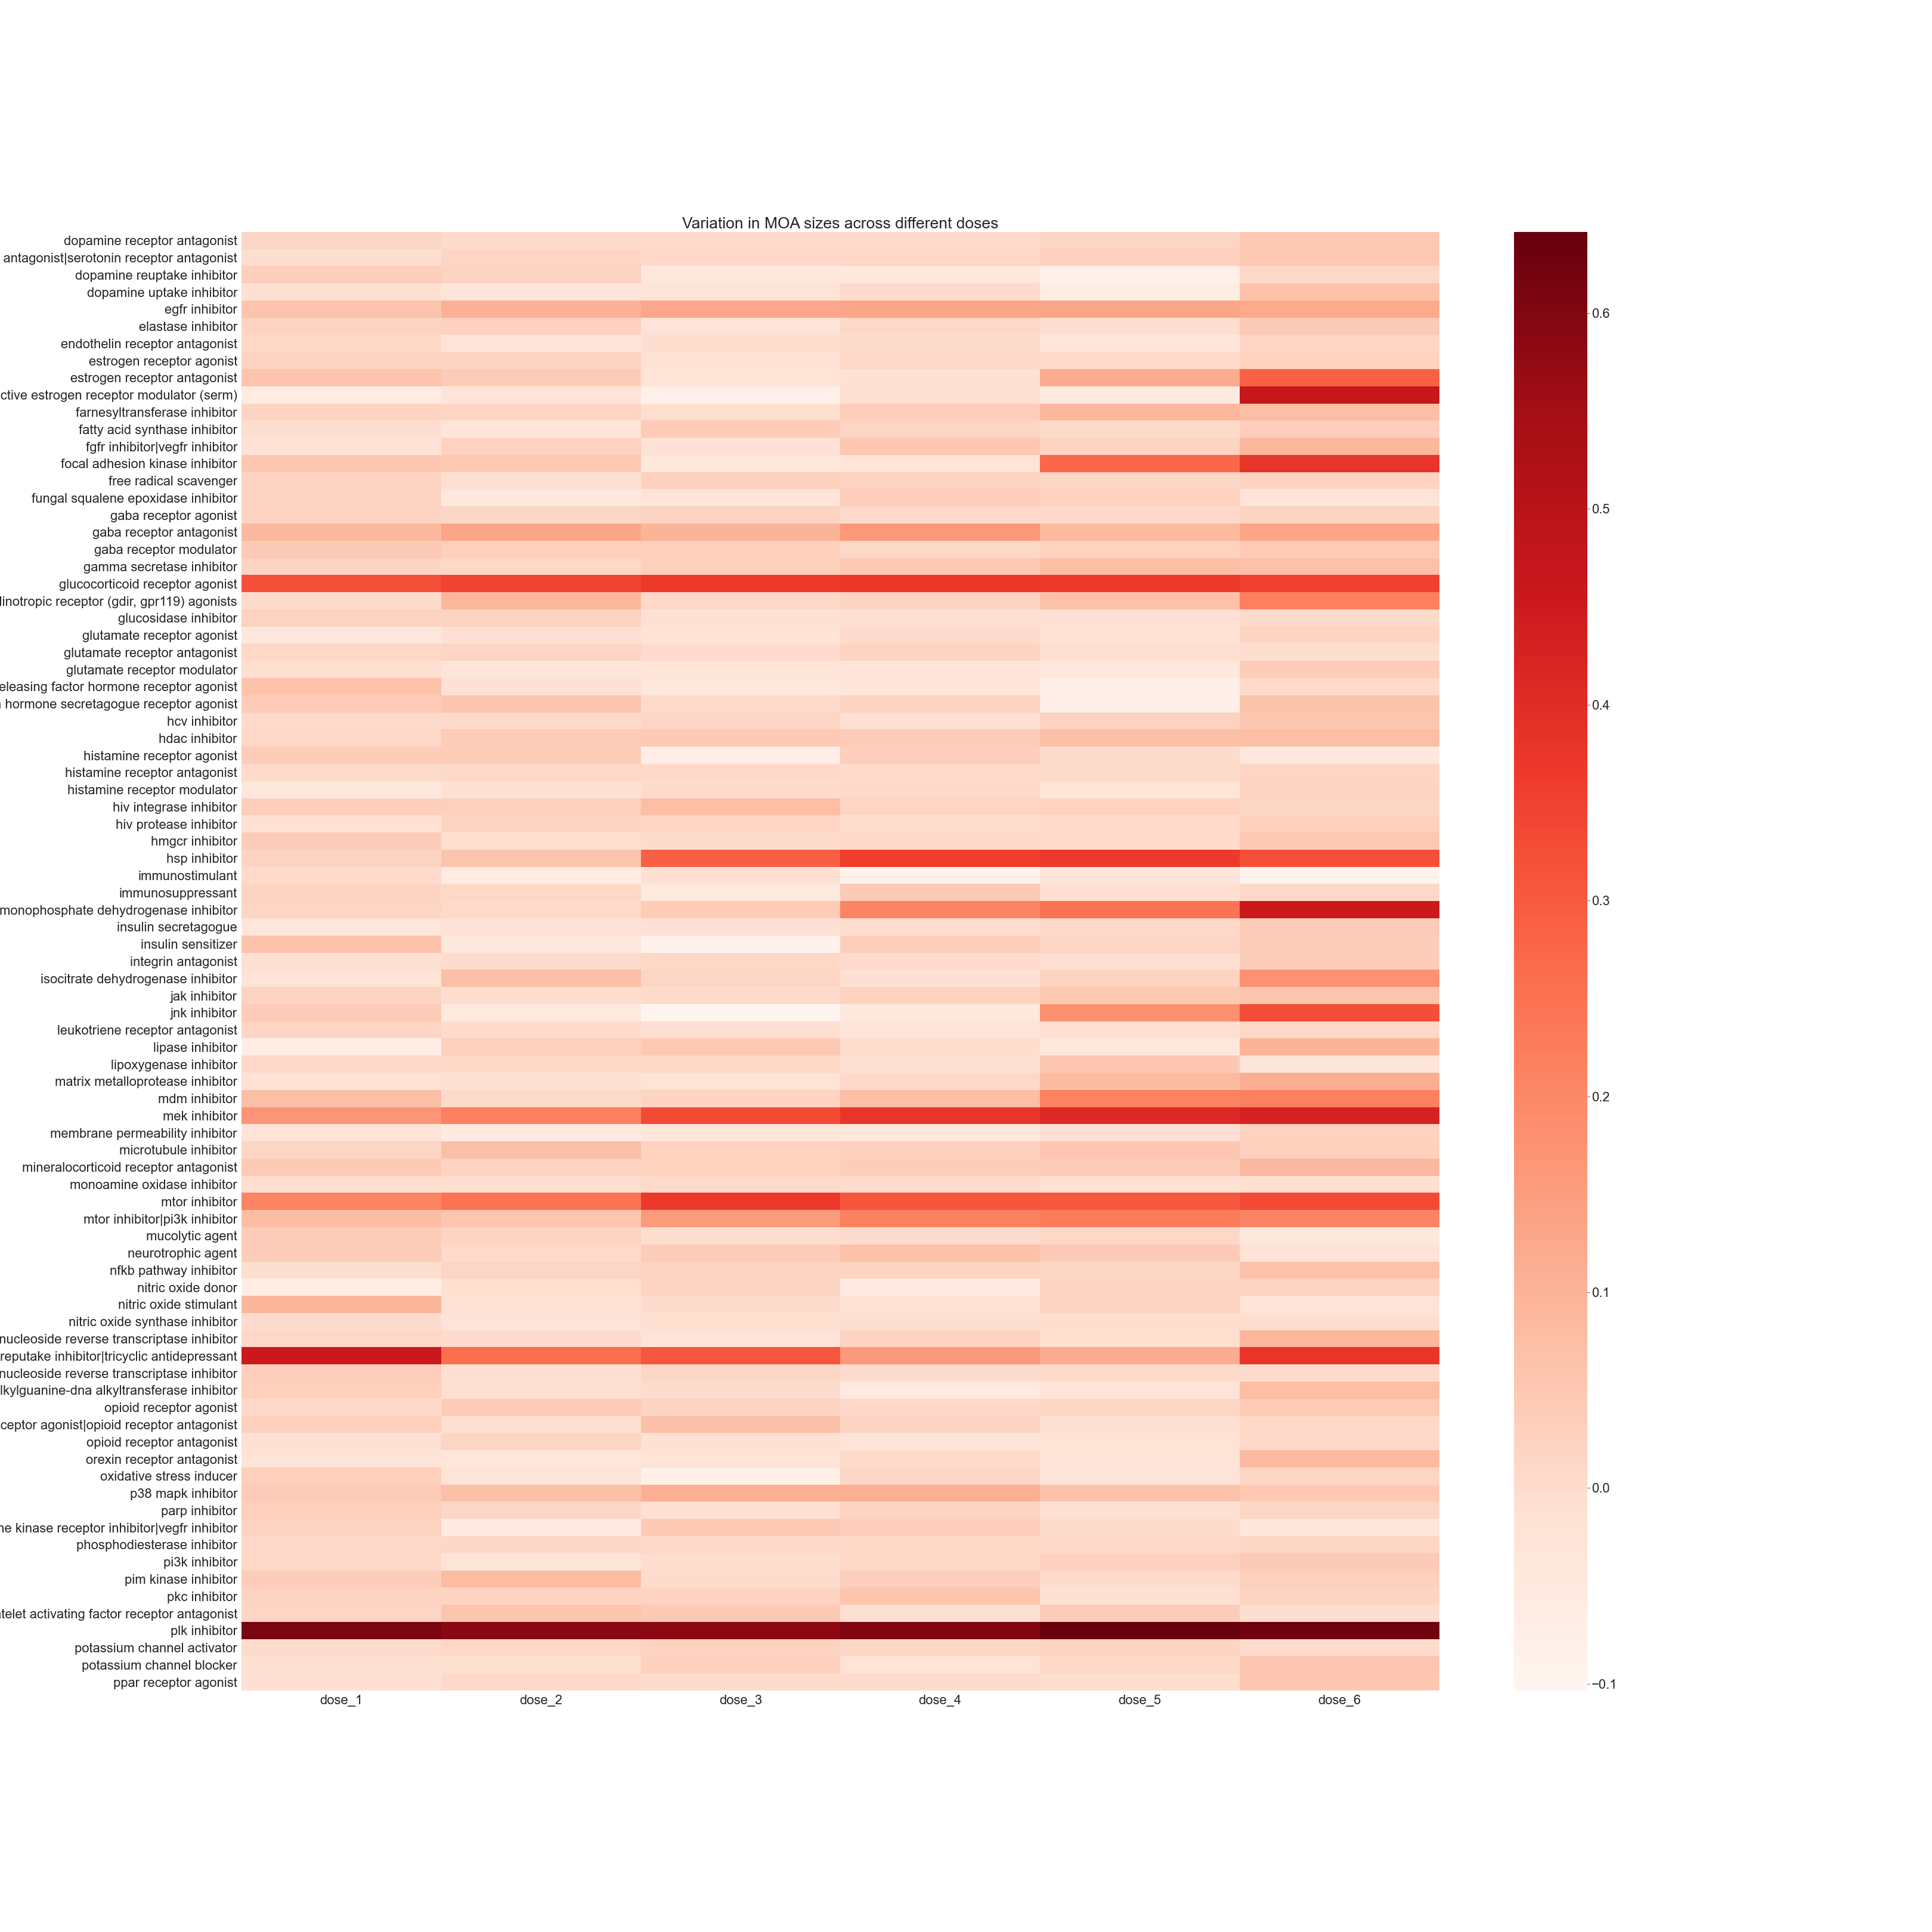 Variation in MOA sizes across different doses
dopamine receptor antagonist
antagonist|serotonin receptor antagonist
dopamine reuptake inhibitor
dopamine uptake inhibitor
egfr inhibitor
elastase inhibitor
endothelin receptor antagonist
estrogen receptor agonist
estrogen receptor antagonist
ctive estrogen receptor modulator (serm)
farnesyltransferase inhibitor
fatty acid synthase inhibitor
fgfr inhibitor|vegfr inhibitor
focal adhesion kinase inhibitor
free radical scavenger
fungal squalene epoxidase inhibitor
gaba receptor agonist
gaba receptor antagonist
gaba receptor modulator
gamma secretase inhibitor
glucocorticoid receptor agonist
linotropic receptor (gdir, gpr119) agonists
glucosidase inhibitor
glutamate receptor agonist
glutamate receptor antagonist
glutamate receptor modulator
eleasing factor hormone receptor agonist
hormone secretagogue receptor agonist
hcv inhibitor
hdac inhibitor
histamine receptor agonist
histamine receptor antagonist
histamine receptor modulator
hiv integrase inhibitor
hiv protease inhibitor
hmgcr inhibitor
hsp inhibitor
immunostimulant
immunosuppressant
monophosphate dehydrogenase inhibitor
insulin secretagogue
insulin sensitizer
integrin antagonist
isocitrate dehydrogenase inhibitor
jak inhibitor
jnk inhibitor
leukotriene receptor antagonist
lipase inhibitor
lipoxygenase inhibitor
matrix metalloprotease inhibitor
mdm inhibitor
mek inhibitor
membrane permeability inhibitor
microtubule inhibitor
mineralocorticoid receptor antagonist
monoamine oxidase inhibitor
mtor inhibitor
mtor inhibitor|pi3k inhibitor
mucolytic agent
neurotrophic agent
nfkb pathway inhibitor
nitric oxide donor
nitric oxide stimulant
nitric oxide synthase inhibitor
nucleoside reverse transcriptase inhibitor
reputake inhibitor|tricyclic antidepressant
nucleoside reverse transcriptase inhibitor
lkylguanine-dna alkyltransferase inhibitor
opioid receptor agonist
ceptor agonist|opioid receptor antagonist
opioid receptor antagonist
orexin receptor antagonist
oxidative stress inducer
p38 mapk inhibitor
parp inhibitor
ne kinase receptor inhibitor|vegfr inhibitor
phosphodiesterase inhibitor
pi3k inhibitor
pim kinase inhibitor
pkc inhibitor
telet activating factor receptor antagonist
plk inhibitor
potassium channel activator
potassium channel blocker
ppar receptor agonist
dose_1 dose_2 dose_3 dose_4 dose_5 dose_6
0.6
0.5
0.4
0.3
0.2
0.1
0.0
−0.1